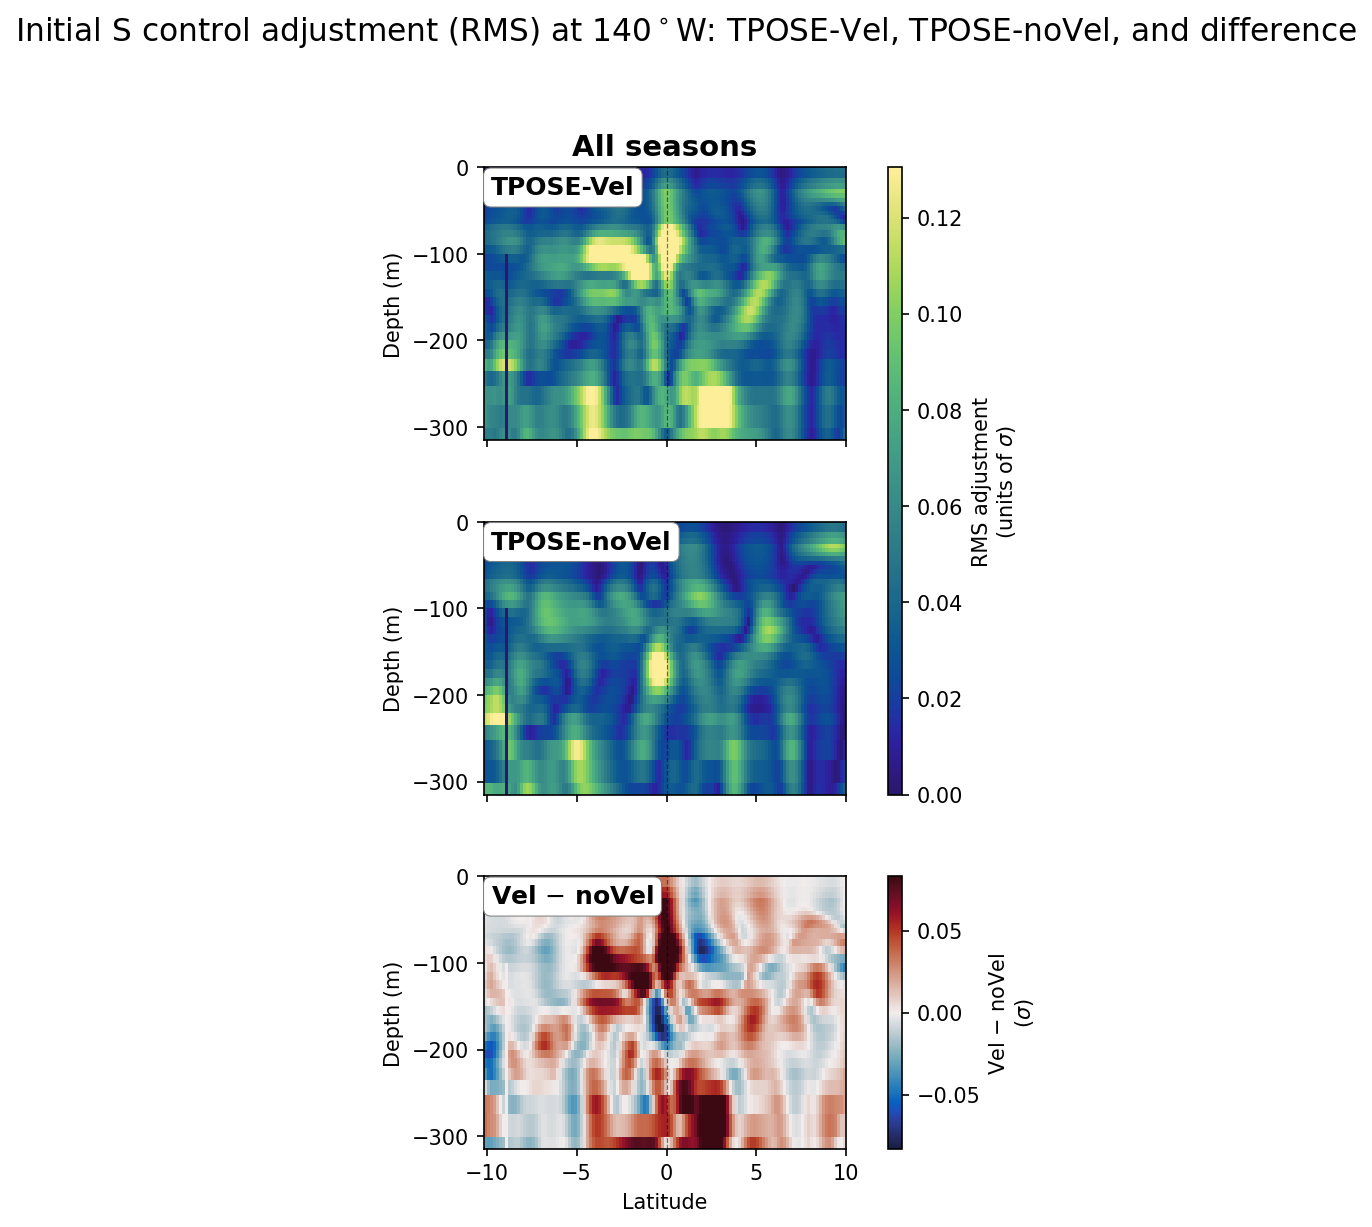 Initial S control adjustment (RMS) at 140°W: TPOSE-Vel, TPOSE-noVel, and difference
All seasons
TPOSE-Vel
0
−100
−200
−300
Depth (m)
TPOSE-noVel
0
−100
−200
−300
Depth (m)
0.12
0.10
0.08
0.06
0.04
0.02
0.00
RMS adjustment
(units of σ)
Vel − noVel
0
−100
−200
−300
Depth (m)
−10
−5
0
5
10
Latitude
0.05
0.00
−0.05
Vel − noVel
(σ)